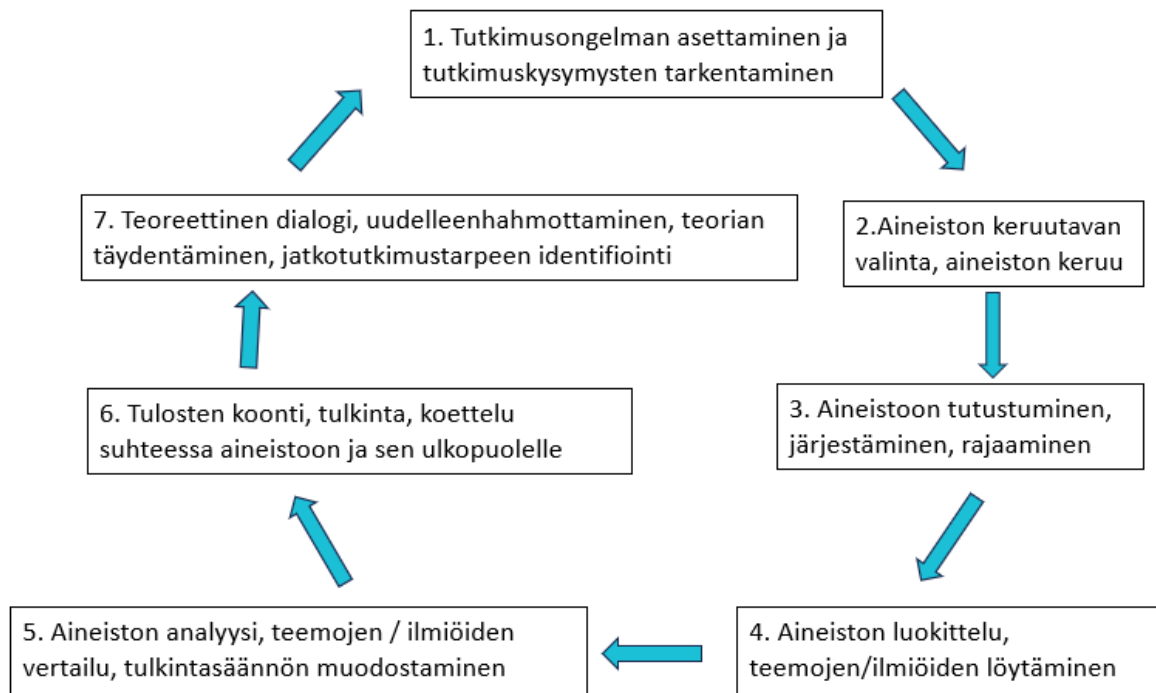 1. Tutkimusongelman asettaminen ja
tutkimuskysymysten tarkentaminen
2.Aineiston keruutavan
valinta, aineiston keruu
3. Aineistoon tutustuminen,
järjestäminen, rajaaminen
4. Aineiston luokittelu,
teemojen/ilmiöiden löytäminen
5. Aineiston analyysi, teemojen / ilmiöiden
vertailu, tulkintasäännön muodostaminen
6. Tulosten koonti, tulkinta, koettelu
suhteessa aineistoon ja sen ulkopuolelle
7. Teoreettinen dialogi, uudelleenhahmottaminen, teorian
täydentäminen, jatkotutkimustarpeen identifiointi